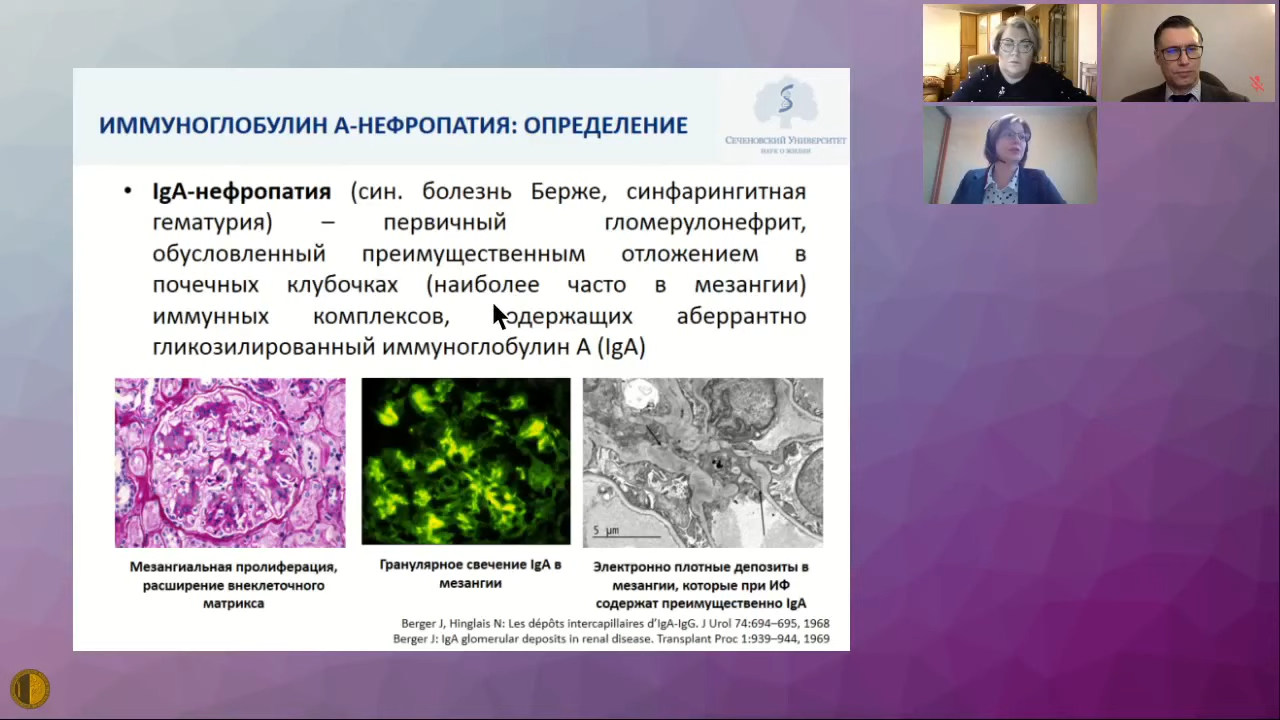 ИММУНОГЛОБУЛИН А-НЕФРОПАТИЯ: ОПРЕДЕЛЕНИЕ
СЕЧЕНОВСКИЙ УНИВЕРСИТЕТ
НАУК О ЖИЗНИ
• IgA-нефропатия (син. болезнь Берже, синфарингитная
гематурия) – первичный гломерулонефрит,
обусловленный преимущественным отложением в
почечных клубочках (наиболее часто в мезангии)
иммунных комплексов, содержащих аберрантно
гликозилированный иммуноглобулин А (IgA)
5 µm
Мезангиальная пролиферация,
расширение внеклеточного
матрикса
Гранулярное свечение IgA в
мезангии
Электронно плотные депозиты в
мезангии, которые при ИФ
содержат преимущественно IgA
Berger J, Hinglais N: Les dépôts intercapillaires d'IgA-IgG. J Urol 74:694–695, 1968
Berger J: IgA glomerular deposits in renal disease. Transplant Proc 1:939–944, 1969